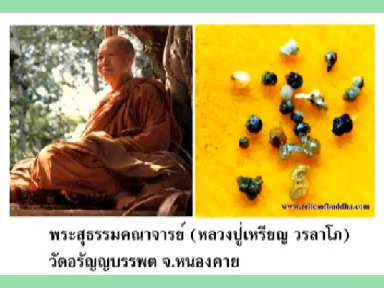 www.relicsofbuddha.com
พระสุธรรมคณาจารย์ (หลวงปู่เหรียญ วรลาโภ)
วัดอรัญญบรรพต จ.หนองคาย